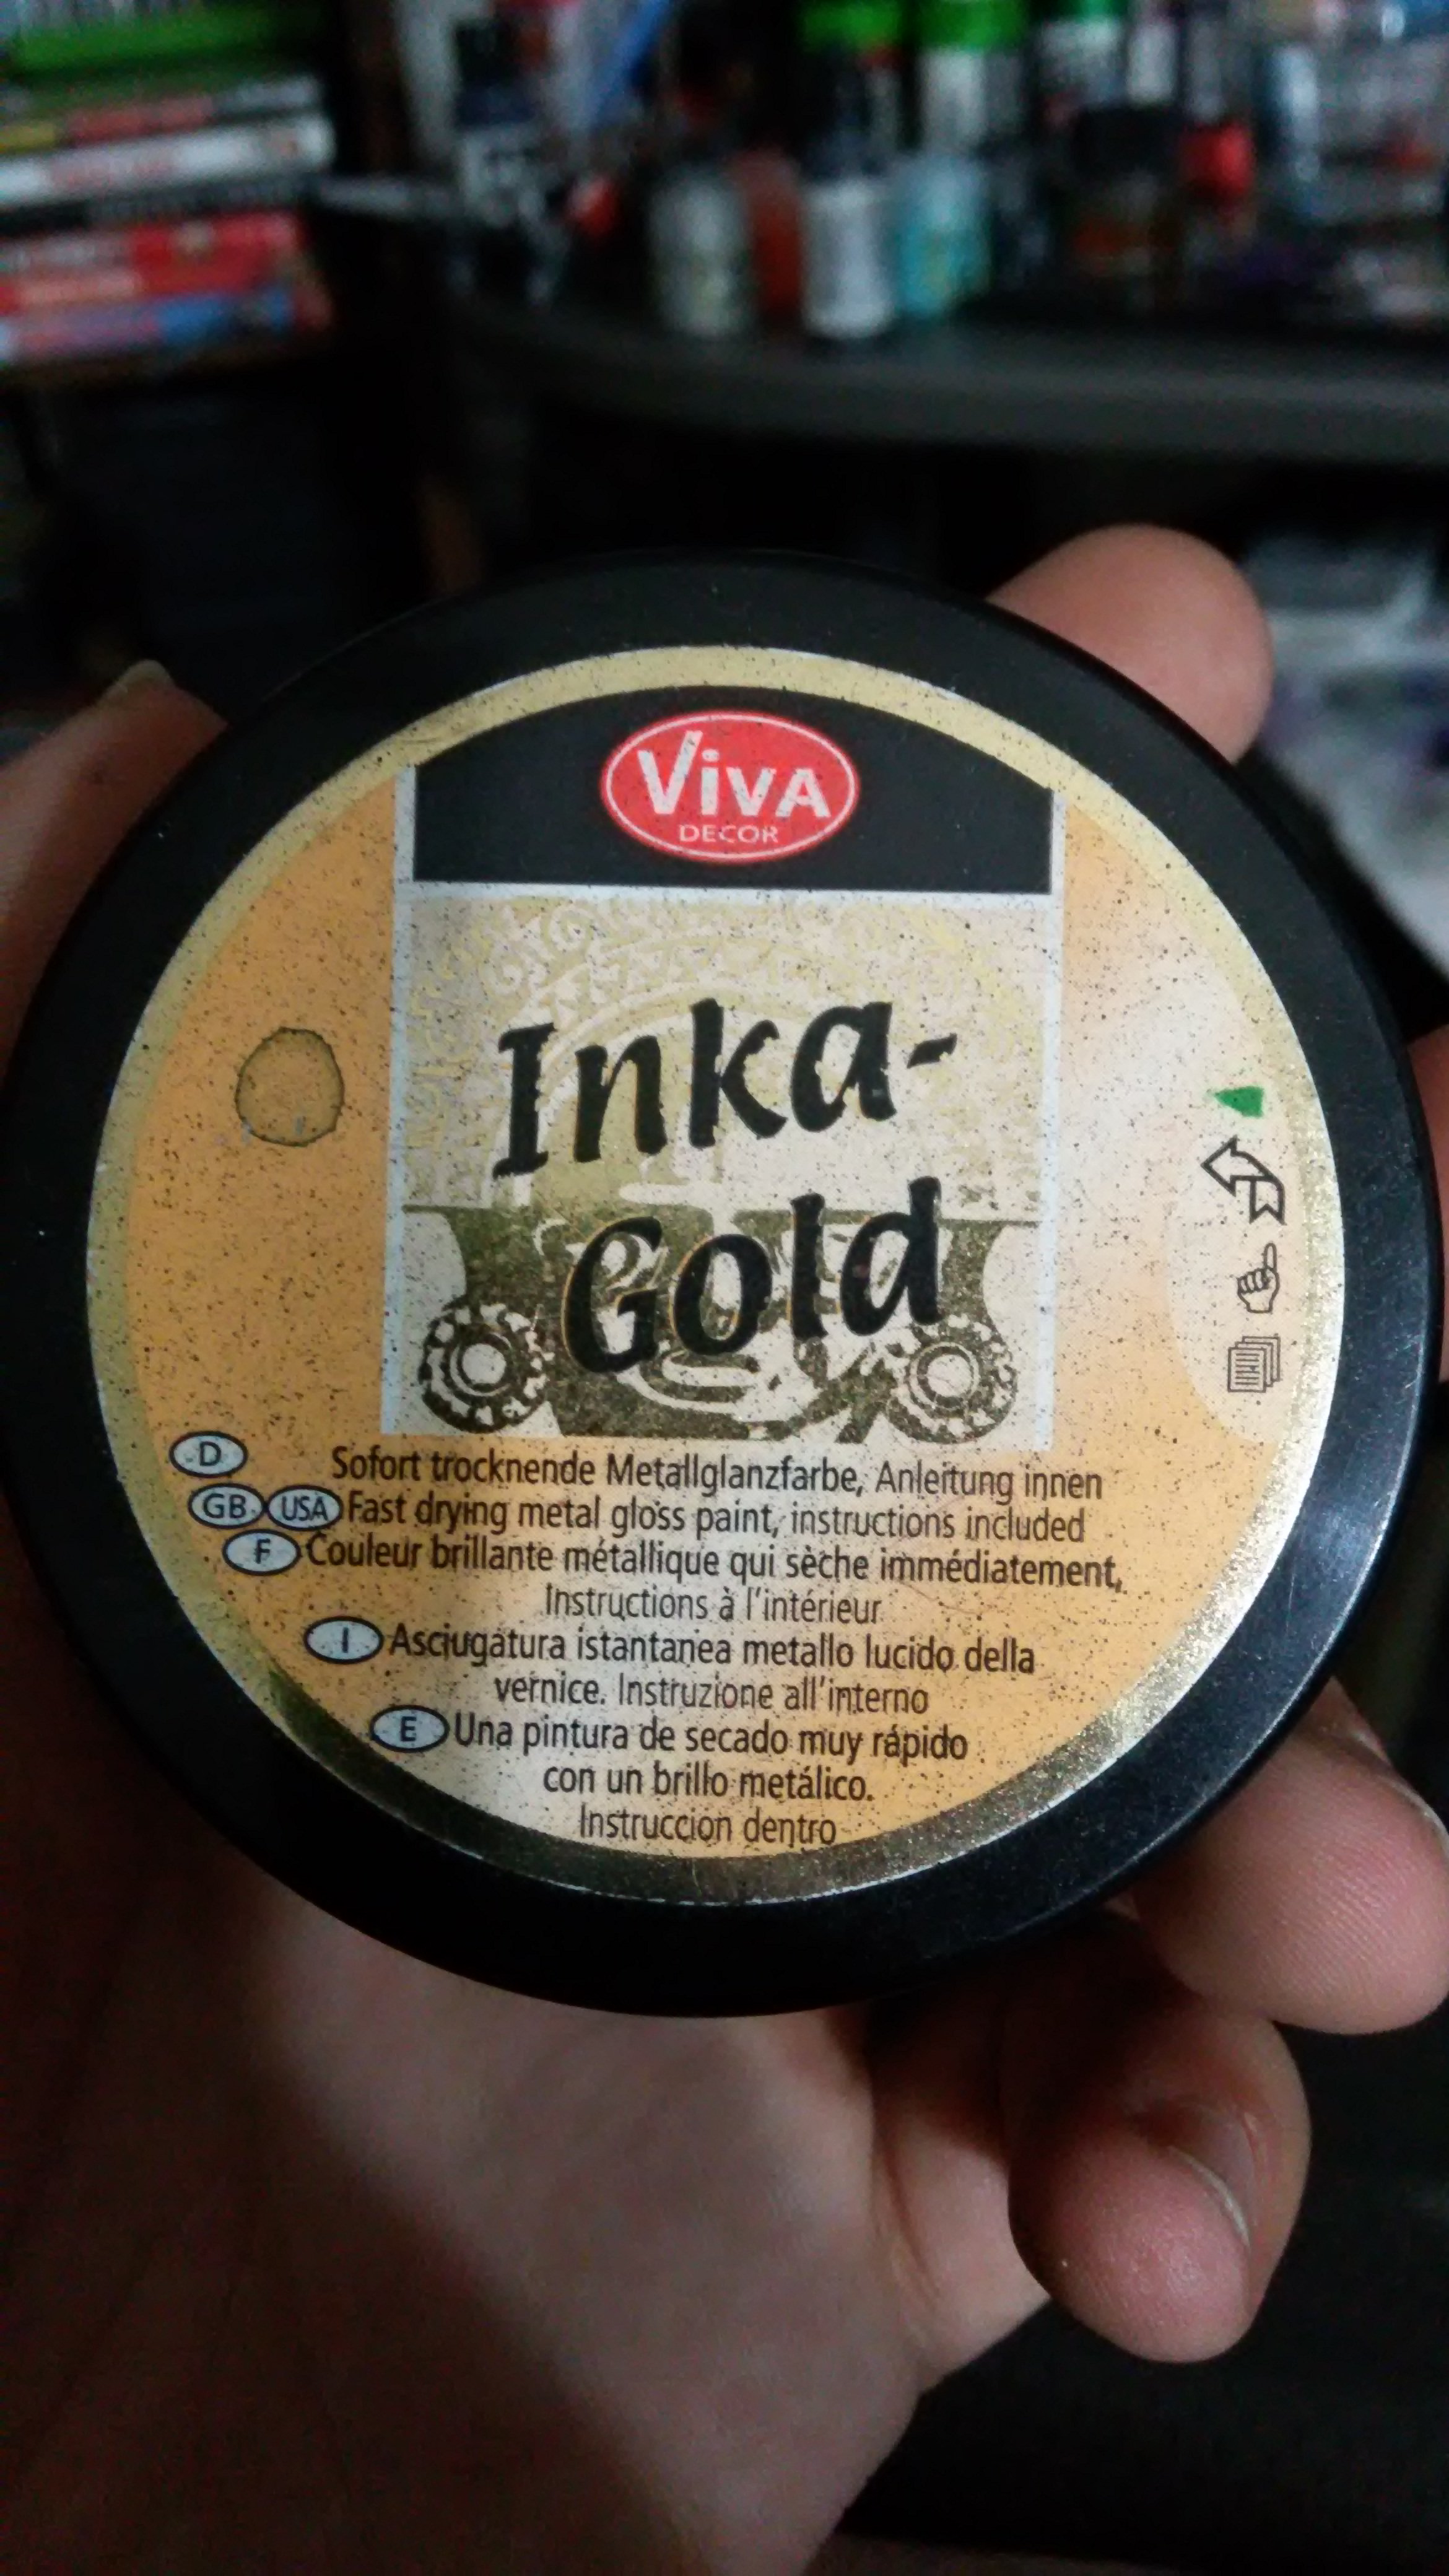 ViVA
DECOR
Inka-
Gold
D Sofort trocknende Metallglanzfarbe, Anleitung innen
GB USA Fast drying metal gloss paint, instructions included
F Couleur brillante métallique qui sèche immédiatement,
Instructions à l'intérieur
I Asciugatura istantanea metallo lucido della
vernice. Instruzione all'interno
E Una pintura de secado muy rápido
con un brillo metálico.
Instruccion dentro